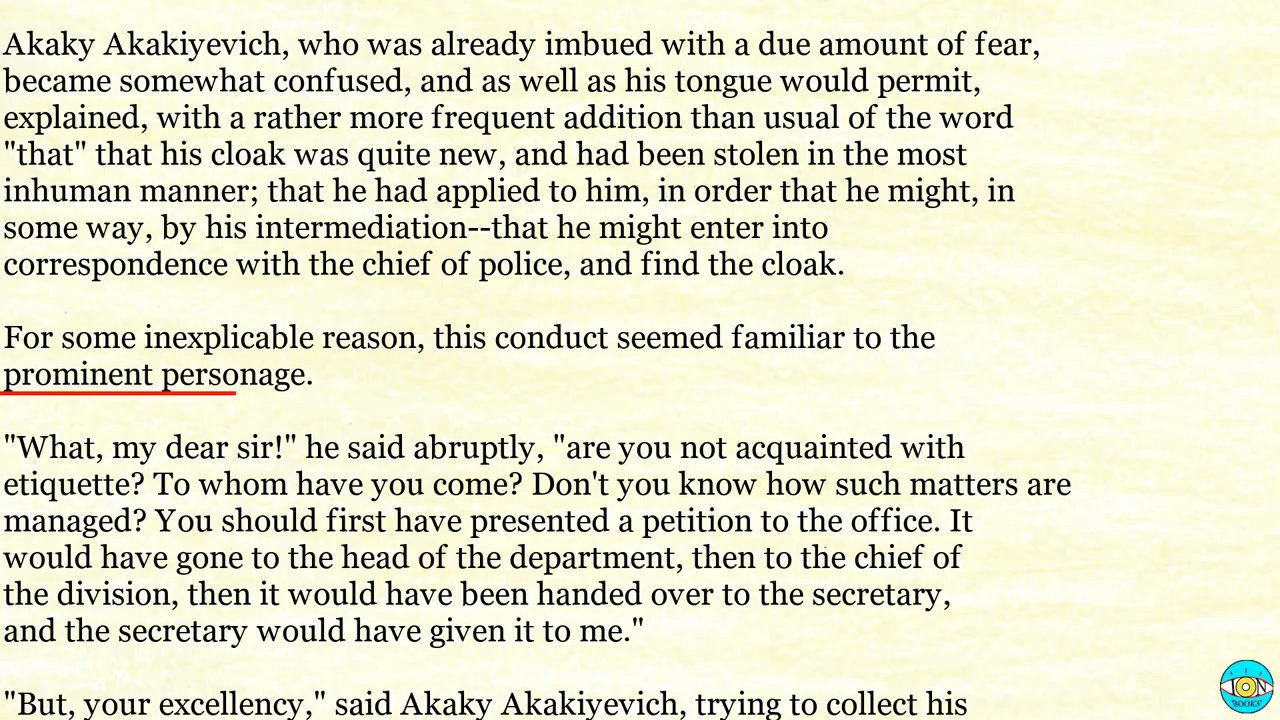 Akaky Akakiyevich, who was already imbued with a due amount of fear,
became somewhat confused, and as well as his tongue would permit,
explained, with a rather more frequent addition than usual of the word
"that" that his cloak was quite new, and had been stolen in the most
inhuman manner; that he had applied to him, in order that he might, in
some way, by his intermediation--that he might enter into
correspondence with the chief of police, and find the cloak.
For some inexplicable reason, this conduct seemed familiar to the
prominent personage.
"What, my dear sir!" he said abruptly, "are you not acquainted with
etiquette? To whom have you come? Don't you know how such matters are
managed? You should first have presented a petition to the office. It
would have gone to the head of the department, then to the chief of
the division, then it would have been handed over to the secretary,
and the secretary would have given it to me."
"But, your excellency," said Akaky Akakiyevich, trying to collect his
ION
BOOKS